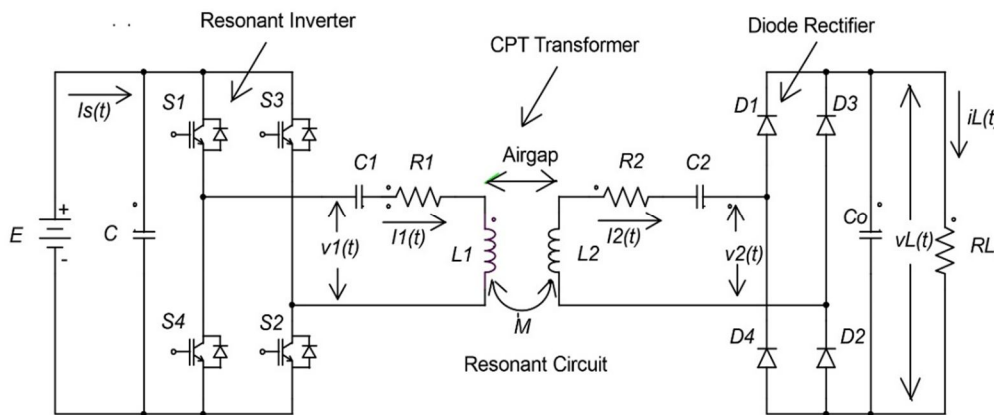 Resonant Inverter
CPT Transformer
Diode Rectifier
Is(t)
S1
S3
D1
D3
iL(t)
Airgap
C1
R1
R2
C2
E
+
-
C
v1(t)
I1(t)
L1
L2
I2(t)
v2(t)
Co
vL(t)
RL
M
S4
S2
D4
D2
Resonant Circuit